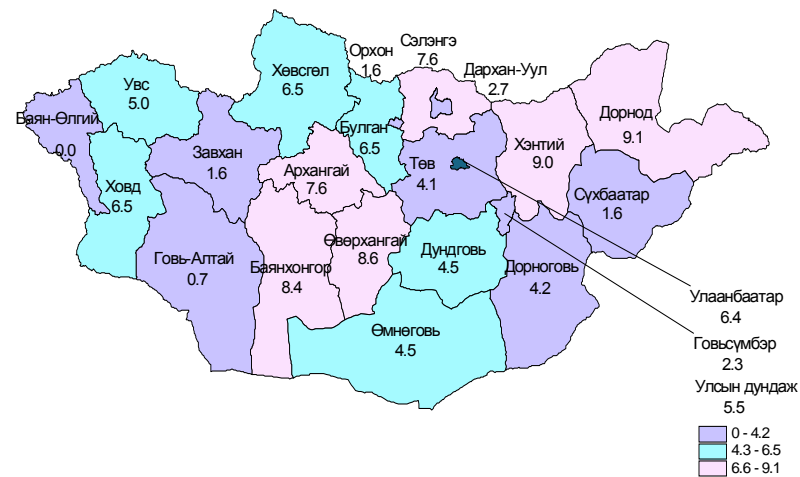 Орхон
1.6
Сэлэнгэ
7.6
Дархан-Уул
2.7
Увс
5.0
Хөвсгөл
6.5
Баян-Өлгий
0.0
Завхан
1.6
Булган
6.5
Дорнод
9.1
Хэнтий
9.0
Архангай
7.6
Төв
4.1
Сүхбаатар
1.6
Ховд
6.5
Говь-Алтай
0.7
Баянхонгор
8.4
Өвөрхангай
8.6
Дундговь
4.5
Дорноговь
4.2
Өмнөговь
4.5
Улаанбаатар
6.4
Говьсүмбэр
2.3
Улсын дундаж
5.5
0 - 4.2
4.3 - 6.5
6.6 - 9.1